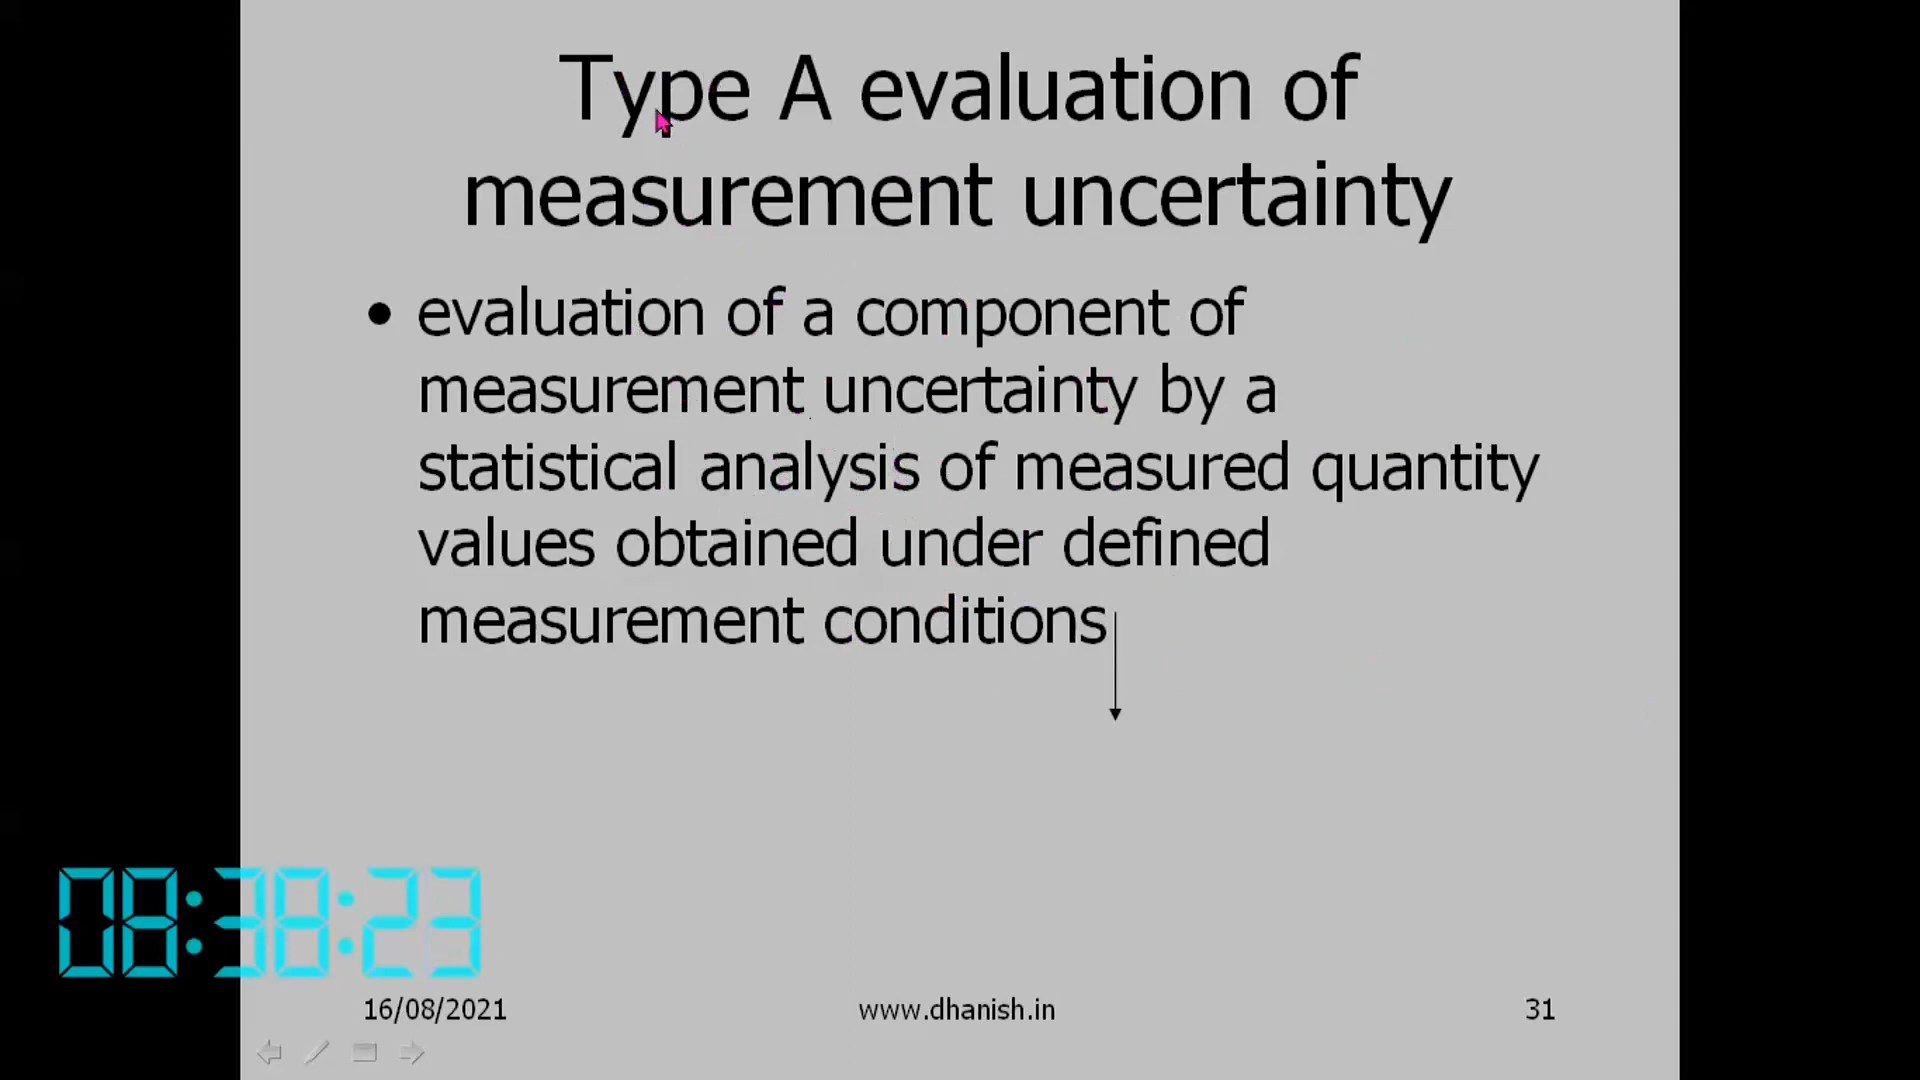 Type A evaluation of
measurement uncertainty
• evaluation of a component of
measurement uncertainty by a
statistical analysis of measured quantity
values obtained under defined
measurement conditions
08:38:23
16/08/2021 www.dhanish.in 31